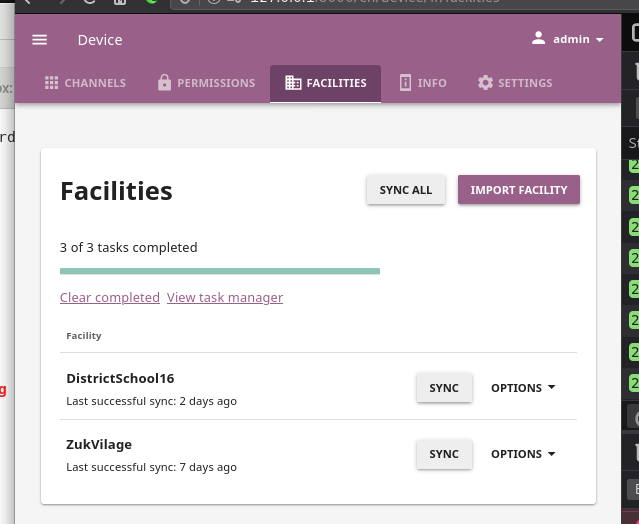 Device
admin
CHANNELS PERMISSIONS FACILITIES INFO SETTINGS
Facilities
SYNC ALL IMPORT FACILITY
3 of 3 tasks completed
Clear completed View task manager
Facility
DistrictSchool16
Last successful sync: 2 days ago
SYNC OPTIONS
ZukVilage
Last successful sync: 7 days ago
SYNC OPTIONS